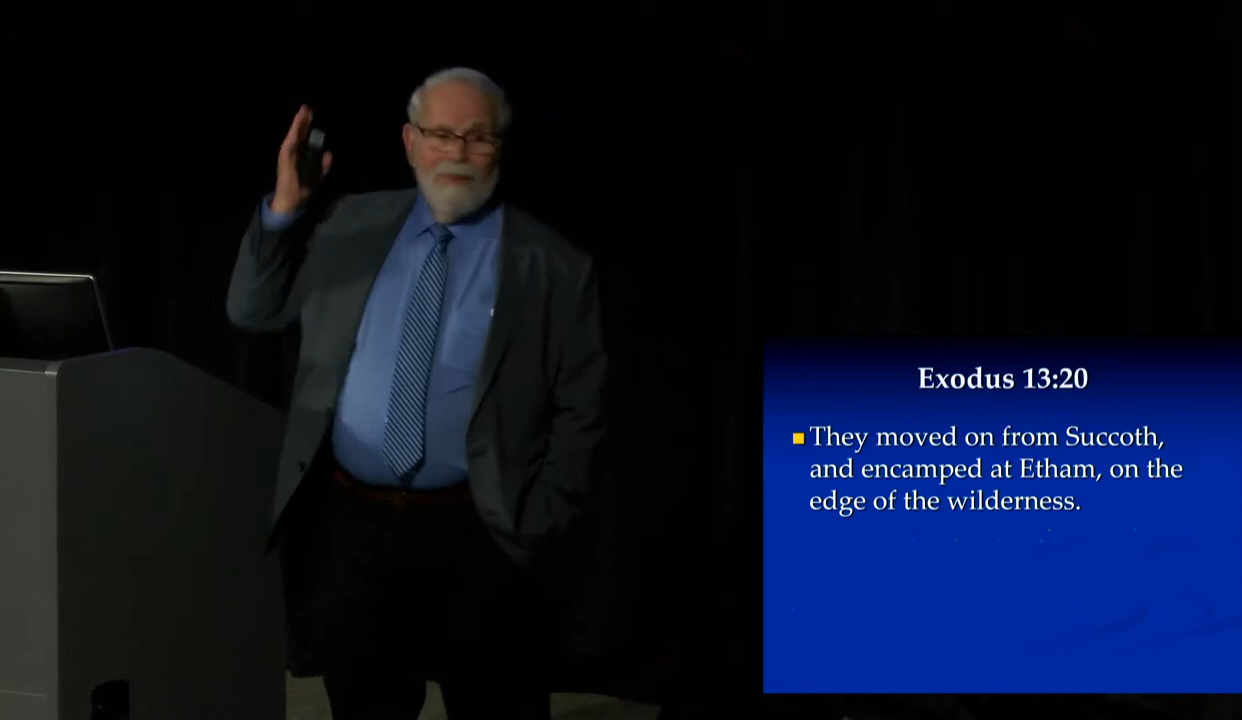 Exodus 13:20
They moved on from Succoth,
and encamped at Etham, on the
edge of the wilderness.